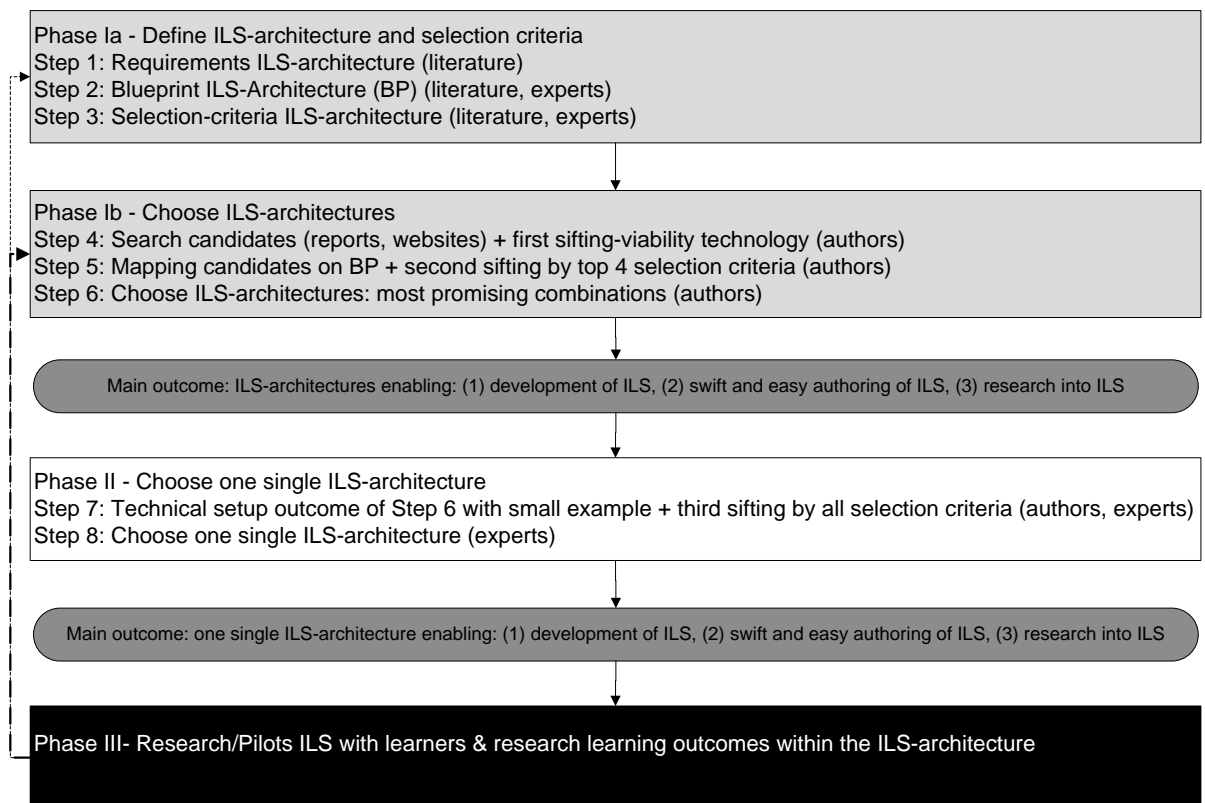 Phase Ia - Define ILS-architecture and selection criteria
Step 1: Requirements ILS-architecture (literature)
Step 2: Blueprint ILS-Architecture (BP) (literature, experts)
Step 3: Selection-criteria ILS-architecture (literature, experts)
Phase Ib - Choose ILS-architectures
Step 4: Search candidates (reports, websites) + first sifting-viability technology (authors)
Step 5: Mapping candidates on BP + second sifting by top 4 selection criteria (authors)
Step 6: Choose ILS-architectures: most promising combinations (authors)
Main outcome: ILS-architectures enabling: (1) development of ILS, (2) swift and easy authoring of ILS, (3) research into ILS
Phase II - Choose one single ILS-architecture
Step 7: Technical setup outcome of Step 6 with small example + third sifting by all selection criteria (authors, experts)
Step 8: Choose one single ILS-architecture (experts)
Main outcome: one single ILS-architecture enabling: (1) development of ILS, (2) swift and easy authoring of ILS, (3) research into ILS
Phase III- Research/Pilots ILS with learners & research learning outcomes within the ILS-architecture